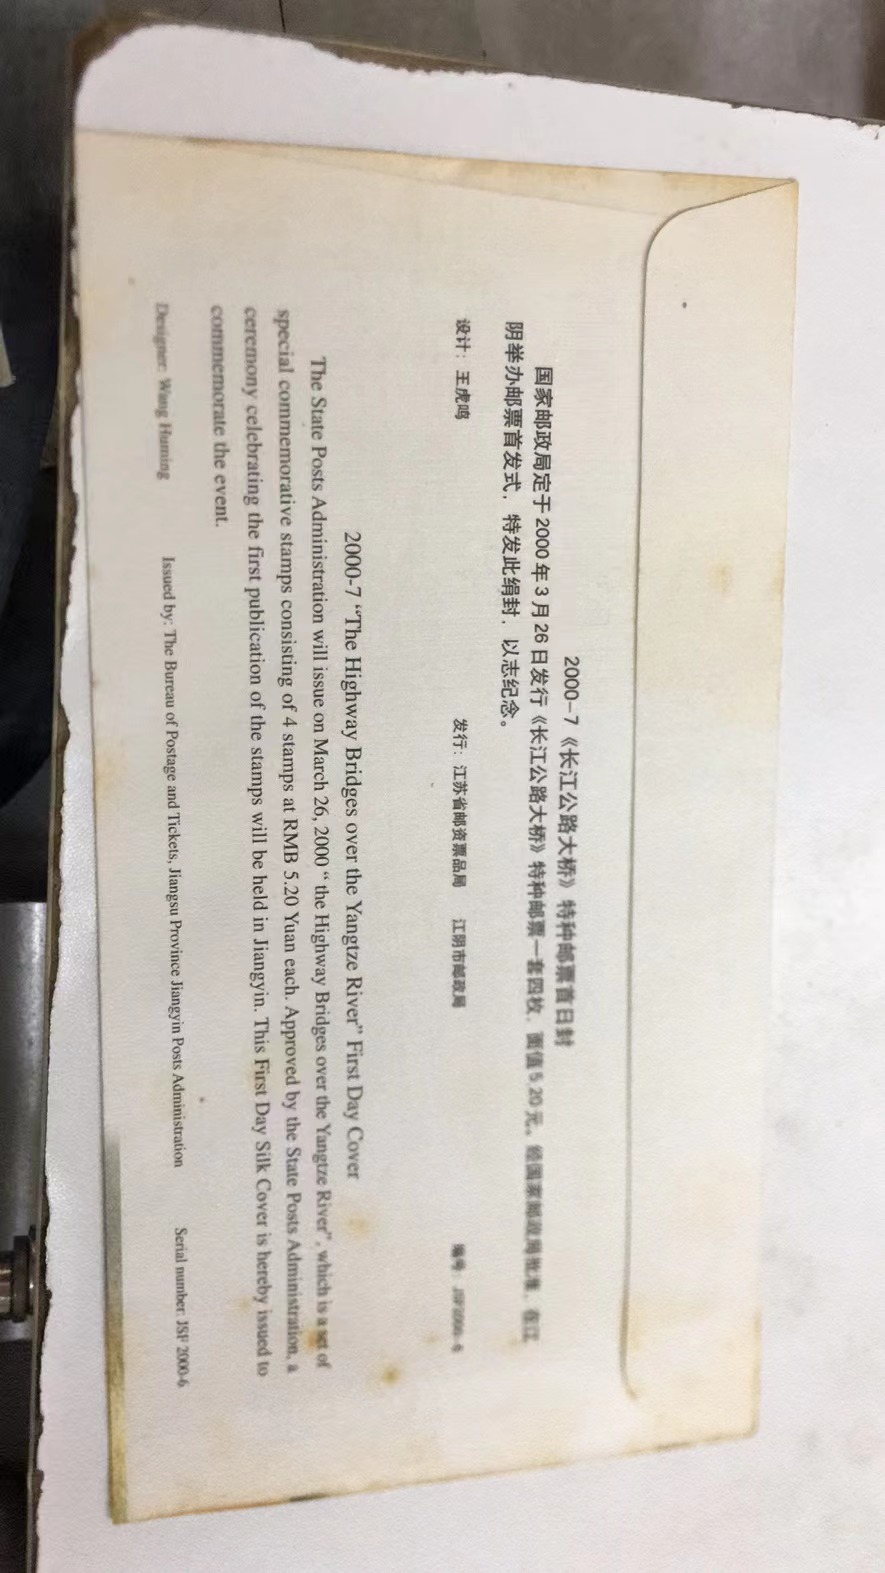 2000-7《长江公路大桥》特种邮票首日封
国家邮政局定于2000年3月26日发行《长江公路大桥》特种邮票一套四枚，面值5.20元。经国家邮政局批准，在江
阴举办邮票首发式，特发此绢封，以志纪念。
设计：王虎鸣 发行：江苏省邮资票品局 江阴市邮政局 编号：JSF2000-6
2000-7 “The Highway Bridges over the Yangtze River” First Day Cover
The State Posts Administration will issue on March 26, 2000 “ the Highway Bridges over the Yangtze River”, which is a set of
special commemorative stamps consisting of 4 stamps at RMB 5.20 Yuan each. Approved by the State Posts Administration, a
ceremony celebrating the first publication of the stamps will be held in Jiangyin. This First Day Silk Cover is hereby issued to
commemorate the event.
Designer: Wang Huming Issued by: The Bureau of Postage and Tickets, Jiangsu Province Jiangyin Posts Administration Serial number: JSF 2000-6